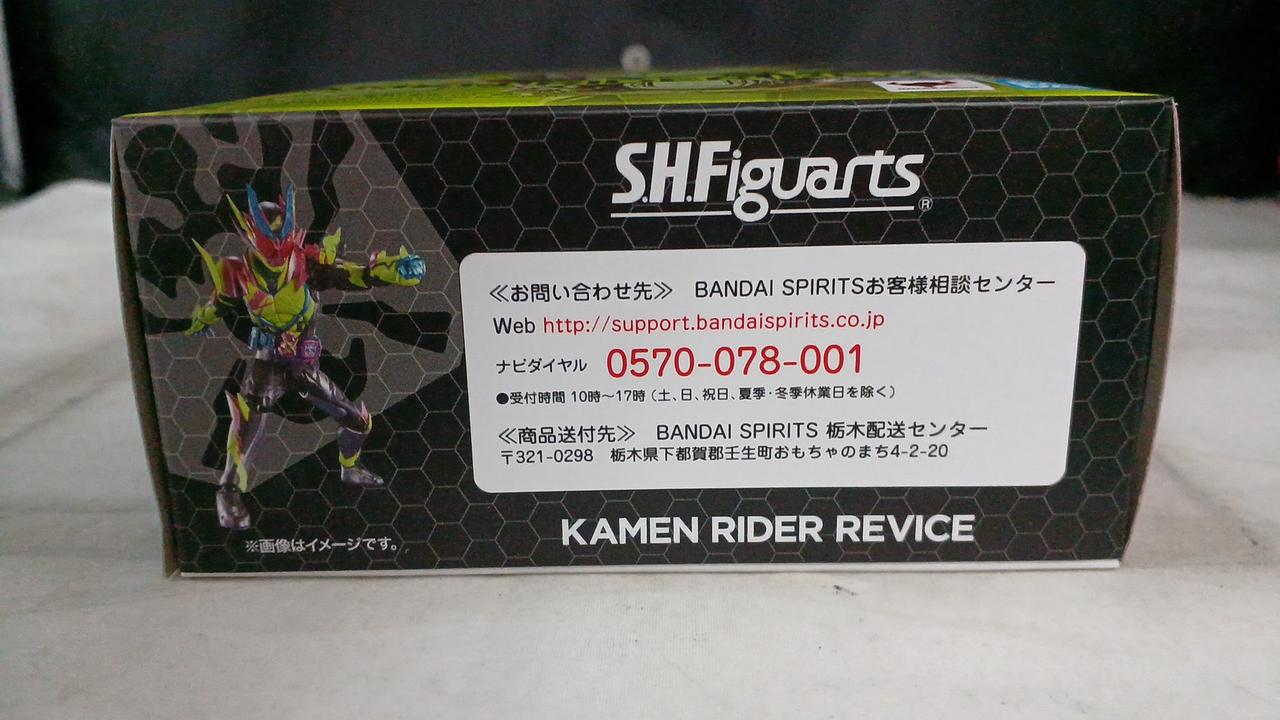 S.H.Figuarts®
≪お問い合わせ先≫ BANDAI SPIRITSお客様相談センター
Web http://support.bandaispirits.co.jp
ナビダイヤル 0570-078-001
●受付時間 10時～17時（土、日、祝日、夏季・冬季休業日を除く）
≪商品送付先≫ BANDAI SPIRITS 栃木配送センター
〒321-0298 栃木県下都賀郡壬生町おもちゃのまち4-2-20
KAMEN RIDER REVICE
※画像はイメージです。